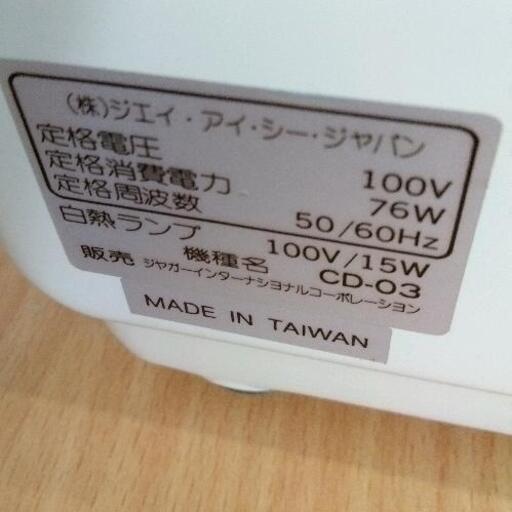 (株)ジエイ・アイ・シー・ジャパン
定格電圧 100V
定格消費電力 76W
定格周波数 50/60Hz
白熱ランプ 100V/15W
機種名 CD-03
販売 ジャガーインターナショナルコーポレーション
MADE IN TAIWAN